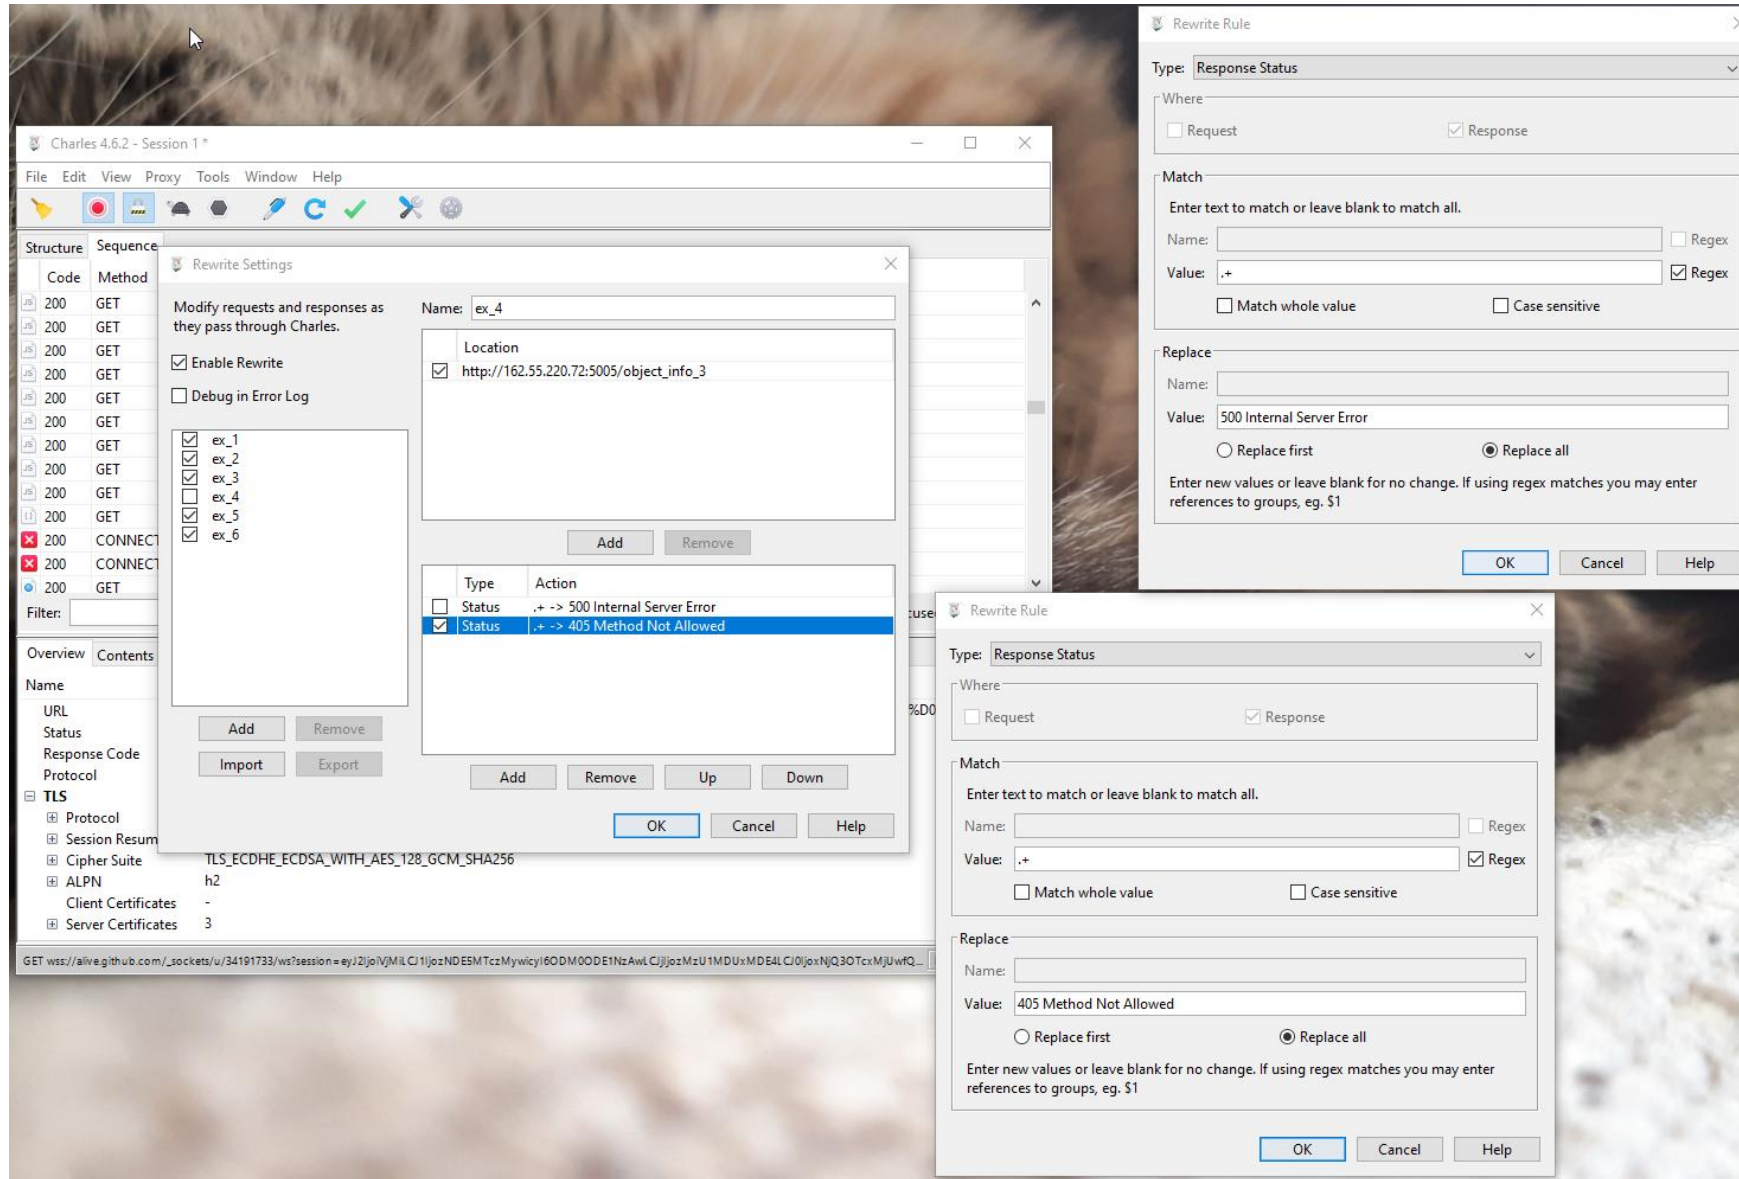 Charles 4.6.2 - Session 1 *
File Edit View Proxy Tools Window Help
Structure Sequence
Code Method
200 GET
200 GET
200 GET
200 GET
200 GET
200 GET
200 GET
200 GET
200 GET
200 GET
200 CONNECT
200 CONNECT
200 GET
Filter:
Overview Contents
Name
URL
%D0
Status
Response Code
Protocol
TLS
Protocol
Session Resum
Cipher Suite TLS_ECDHE_ECDSA_WITH_AES_128_GCM_SHA256
ALPN h2
Client Certificates -
Server Certificates 3
Rewrite Settings
Modify requests and responses as
they pass through Charles.
Enable Rewrite
Debug in Error Log
ex_1
ex_2
ex_3
ex_4
ex_5
ex_6
Add Remove
Import Export
Name: ex_4
Location
http://162.55.220.72:5005/object_info_3
Add Remove
Type Action
Status .+ -> 500 Internal Server Error
Status .+ -> 405 Method Not Allowed
Add Remove Up Down
OK Cancel Help
Rewrite Rule
Type: Response Status
Where
Request Response
Match
Enter text to match or leave blank to match all.
Name: Regex
Value: .+ Regex
Match whole value Case sensitive
Replace
Name:
Value: 500 Internal Server Error
Replace first Replace all
Enter new values or leave blank for no change. If using regex matches you may enter
references to groups, eg. $1
OK Cancel Help
Rewrite Rule
Type: Response Status
Where
Request Response
Match
Enter text to match or leave blank to match all.
Name: Regex
Value: .+ Regex
Match whole value Case sensitive
Replace
Name:
Value: 405 Method Not Allowed
Replace first Replace all
Enter new values or leave blank for no change. If using regex matches you may enter
references to groups, eg. $1
OK Cancel Help